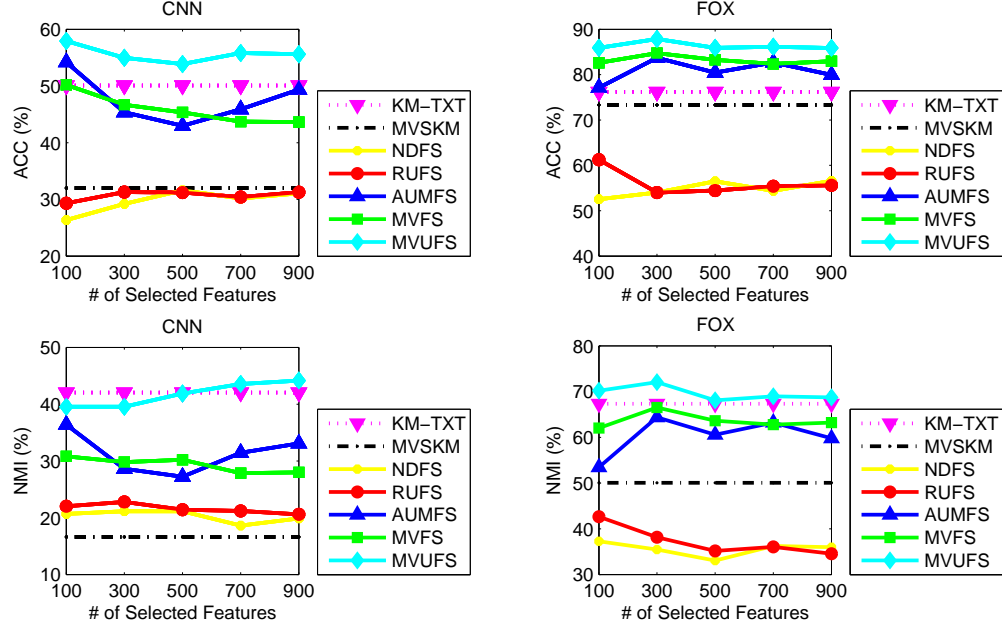 CNN
60
50
40
30
20
ACC (%)
100 300 500 700 900
# of Selected Features
KM−TXT
MVSKM
NDFS
RUFS
AUMFS
MVFS
MVUFS
FOX
90
80
70
60
50
40
ACC (%)
100 300 500 700 900
# of Selected Features
KM−TXT
MVSKM
NDFS
RUFS
AUMFS
MVFS
MVUFS
CNN
50
40
30
20
10
NMI (%)
100 300 500 700 900
# of Selected Features
KM−TXT
MVSKM
NDFS
RUFS
AUMFS
MVFS
MVUFS
FOX
80
70
60
50
40
30
NMI (%)
100 300 500 700 900
# of Selected Features
KM−TXT
MVSKM
NDFS
RUFS
AUMFS
MVFS
MVUFS